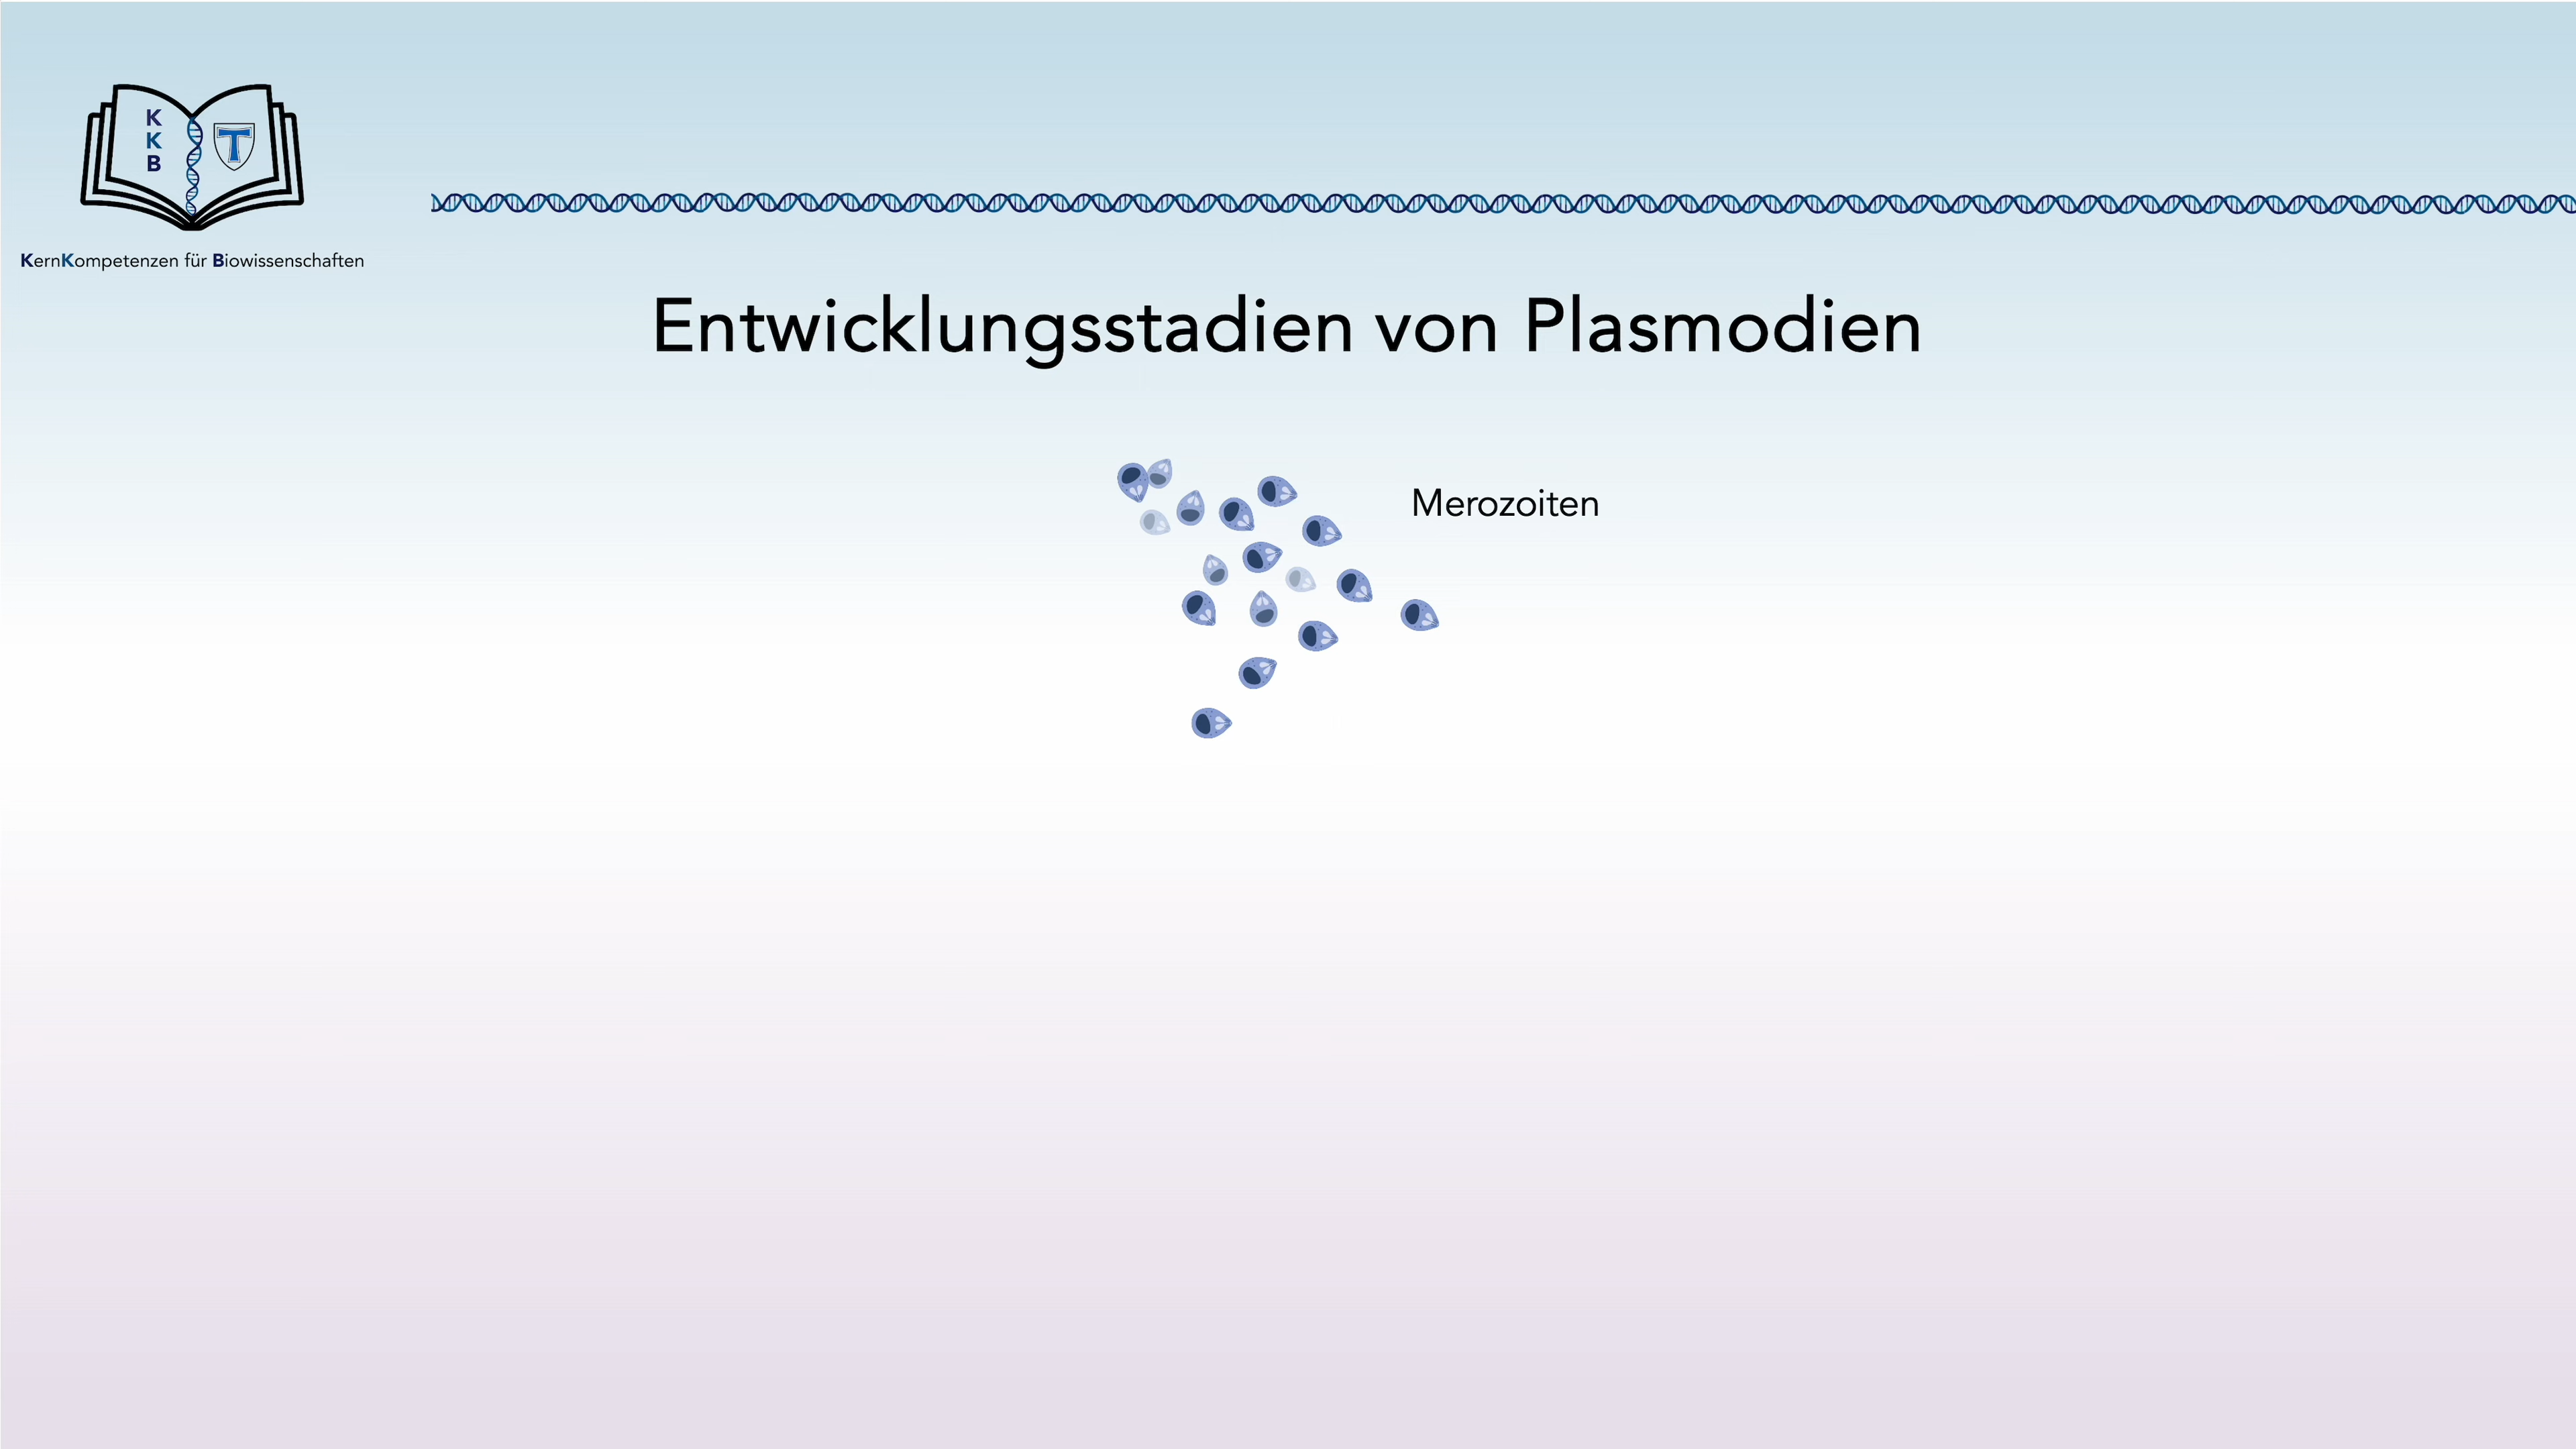 K
K
B
T
KernKompetenzen für Biowissenschaften
Entwicklungsstadien von Plasmodien
Merozoiten